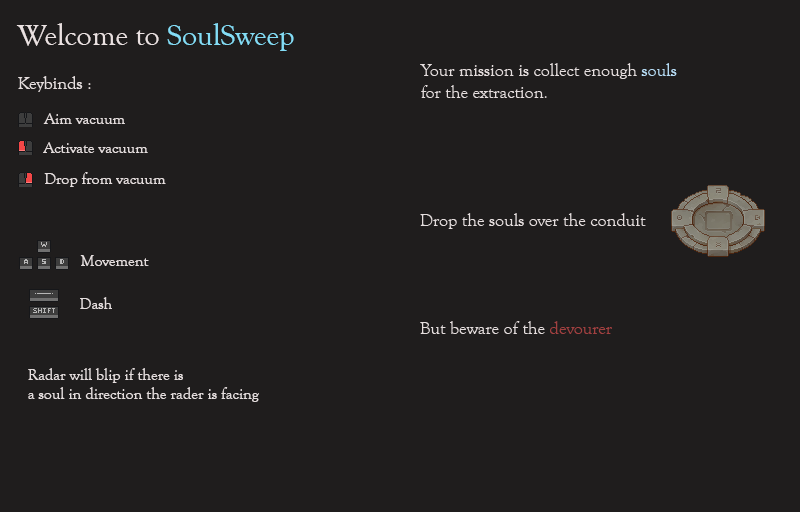 Welcome to SoulSweep
Keybinds :
Aim vacuum
Activate vacuum
Drop from vacuum
W
A S D
Movement
SHIFT
Dash
Radar will blip if there is
a soul in direction the rader is facing
Your mission is collect enough souls
for the extraction.
Drop the souls over the conduit
But beware of the devourer